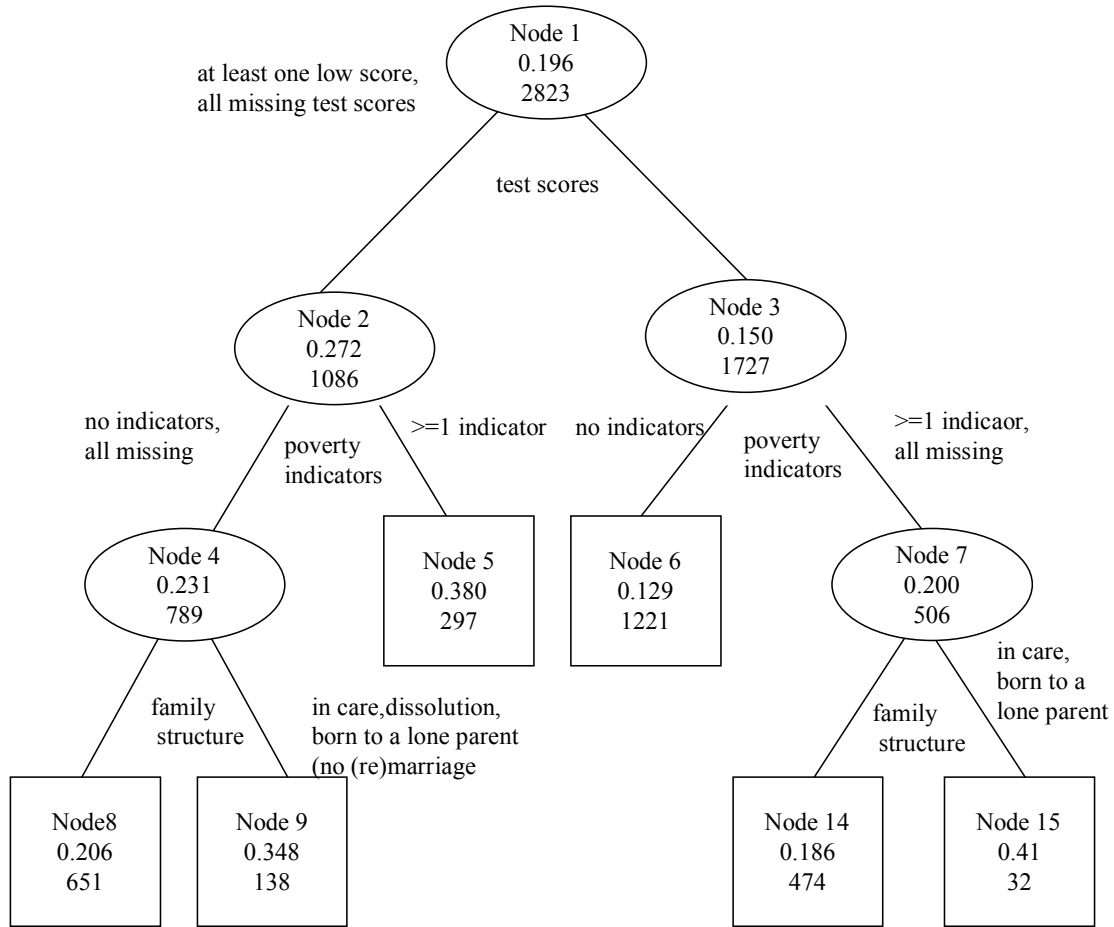 Node 1
0.196
2823
at least one low score,
all missing test scores
test scores
Node 2
0.272
1086
Node 3
0.150
1727
no indicators,
all missing
poverty
indicators
>=1 indicator
no indicators
poverty
indicators
>=1 indicaor,
all missing
Node 4
0.231
789
Node 5
0.380
297
Node 6
0.129
1221
Node 7
0.200
506
family
structure
in care,dissolution,
born to a lone parent
(no (re)marriage
family
structure
in care,
born to a
lone parent
Node8
0.206
651
Node 9
0.348
138
Node 14
0.186
474
Node 15
0.41
32